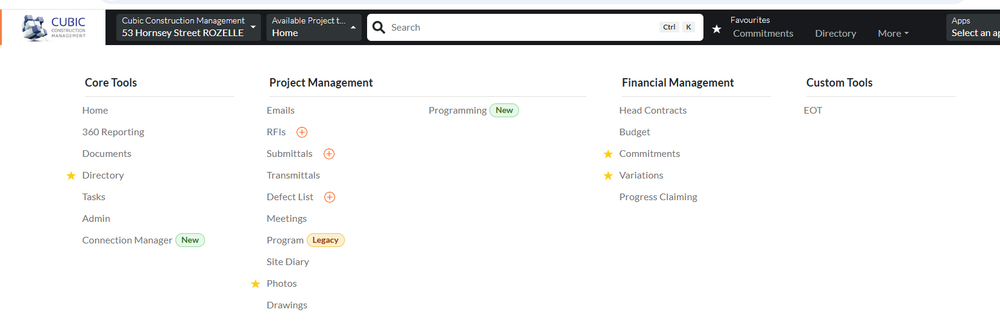 CUBIC
CONSTRUCTION
MANAGEMENT
Cubic Construction Management
53 Hornsey Street ROZELLE
Available Project t...
Home
Search
Ctrl K
Favourites
Commitments Directory More
Apps
Select an
Core Tools
Home
360 Reporting
Documents
Directory
Tasks
Admin
Connection Manager New
Project Management
Emails
RFIs
Submittals
Transmittals
Defect List
Meetings
Program Legacy
Site Diary
Photos
Drawings
Programming New
Financial Management
Head Contracts
Budget
Commitments
Variations
Progress Claiming
Custom Tools
EOT